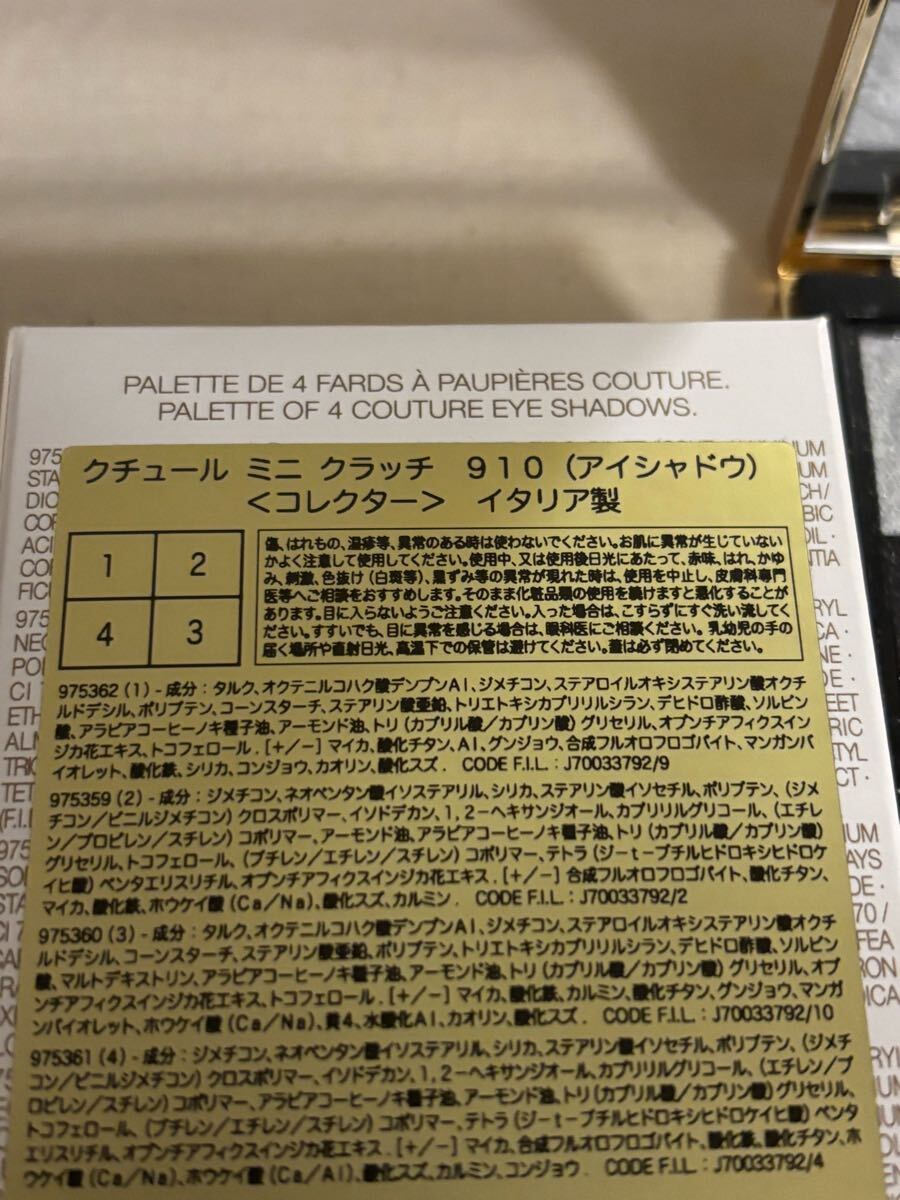 PALETTE DE 4 FARDS À PAUPIÈRES COUTURE.
PALETTE OF 4 COUTURE EYE SHADOWS.
クチュール ミニ クラッチ 910 (アイシャドウ)
<コレクター> イタリア製
1 2
4 3
傷、はれもの、湿疹等、異常のある時は使わないでください。お肌に異常が生じていない
かよく注意して使用してください。使用中、又は使用後日光にあたって、赤味、はれ、かゆ
み、刺激、色抜け(白斑等)、黒ずみ等の異常が現れた時は、使用を中止し、皮膚科専門
医等へご相談をおすすめします。そのまま化粧品類の使用を続けますと悪化することが
あります。目に入らないようご注意ください。入った場合は、こすらずにすぐ洗い流してく
ださい。すすいでも、目に異常を感じる場合は、眼科医にご相談ください。乳幼児の手の
届く場所や直射日光、高温下での保管は避けてください。蓋は必ず閉めてください。
975362 (1) - 成分 : タルク、オクテニルコハク酸デンプンAl、ジメチコン、ステアロイルオキシステアリン酸オクチ
ルドデシル、ポリブテン、コーンスターチ、ステアリン酸亜鉛、トリエトキシカプリリルシラン、デヒドロ酢酸、ソルビン
酸、アラビアコーヒーノキ種子油、アーモンド油、トリ(カプリル酸/カプリン酸)グリセリル、オプンチアフィクスイン
ジカ花エキス、トコフェロール. [+/-] マイカ、酸化チタン、Al、グンジョウ、合成フルオロフロゴパイト、マンガンバ
イオレット、酸化鉄、シリカ、コンジョウ、カオリン、酸化スズ. CODE F.I.L. : J70033792/9
975359 (2) - 成分 : ジメチコン、ネオペンタン酸イソステアリル、シリカ、ステアリン酸イソセチル、ポリブテン、(ジメ
チコン/ビニルジメチコン)クロスポリマー、イソドデカン、1,2-ヘキサンジオール、カプリリルグリコール、(エチレ
ン/プロピレン/スチレン)コポリマー、アーモンド油、アラビアコーヒーノキ種子油、トリ(カプリル酸/カプリン酸)
グリセリル、トコフェロール、(ブチレン/エチレン/スチレン)コポリマー、テトラ(ジ-t-ブチルヒドロキシヒドロケ
イヒ酸)ペンタエリスリチル、オプンチアフィクスインジカ花エキス. [+/-] 合成フルオロフロゴパイト、酸化チタン、
マイカ、酸化鉄、ホウケイ酸(Ca/Na)、酸化スズ、カルミン. CODE F.I.L. : J70033792/2
975360 (3) - 成分 : タルク、オクテニルコハク酸デンプンAl、ジメチコン、ステアロイルオキシステアリン酸オクチ
ルドデシル、コーンスターチ、ステアリン酸亜鉛、ポリブテン、トリエトキシカプリリルシラン、デヒドロ酢酸、ソルビン
酸、マルトデキストリン、アラビアコーヒーノキ種子油、アーモンド油、トリ(カプリル酸/カプリン酸)グリセリル、オプ
ンチアフィクスインジカ花エキス、トコフェロール. [+/-] マイカ、酸化鉄、カルミン、酸化チタン、グンジョウ、マンガ
ンバイオレット、ホウケイ酸(Ca/Na)、黄4、水酸化Al、カオリン、酸化スズ. CODE F.I.L. : J70033792/10
975361 (4) - 成分 : ジメチコン、ネオペンタン酸イソステアリル、シリカ、ステアリン酸イソセチル、ポリブテン、(ジメチ
コン/ビニルジメチコン)クロスポリマー、イソドデカン、1,2-ヘキサンジオール、カプリリルグリコール、(エチレン/プ
ロピレン/スチレン)コポリマー、アラビアコーヒーノキ種子油、アーモンド油、トリ(カプリル酸/カプリン酸)グリセリル、
トコフェロール、(ブチレン/エチレン/スチレン)コポリマー、テトラ(ジ-t-ブチルヒドロキシヒドロケイヒ酸)ペンタ
エリスリチル、オプンチアフィクスインジカ花エキス. [+/-] マイカ、合成フルオロフロゴパイト、酸化鉄、酸化チタン、ホ
ウケイ酸(Ca/Na)、ホウケイ酸(Ca/Al)、酸化スズ、カルミン、コンジョウ. CODE F.I.L. : J70033792/4